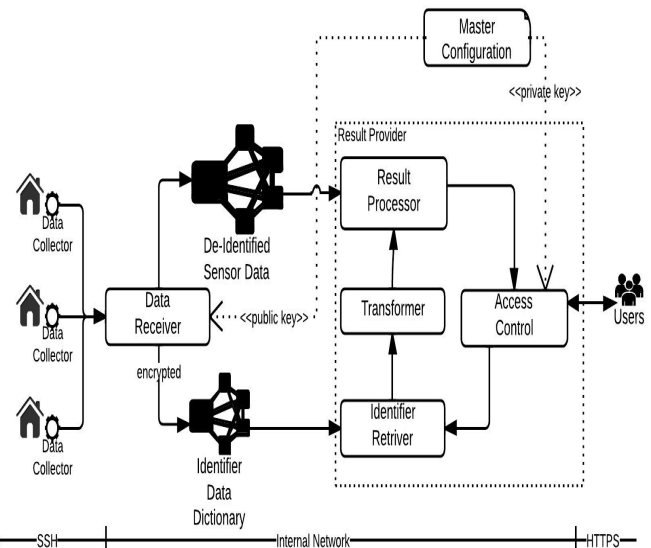 Master
Configuration
<<private key>>
Result Provider
Result
Processor
Data
Collector
De-Identified
Sensor Data
Data
Receiver
<<public key>>
Transformer
Access
Control
Users
Data
Collector
encrypted
Identifier
Retriver
Data
Collector
Identifier
Data
Dictionary
SSH
Internal Network
HTTPS